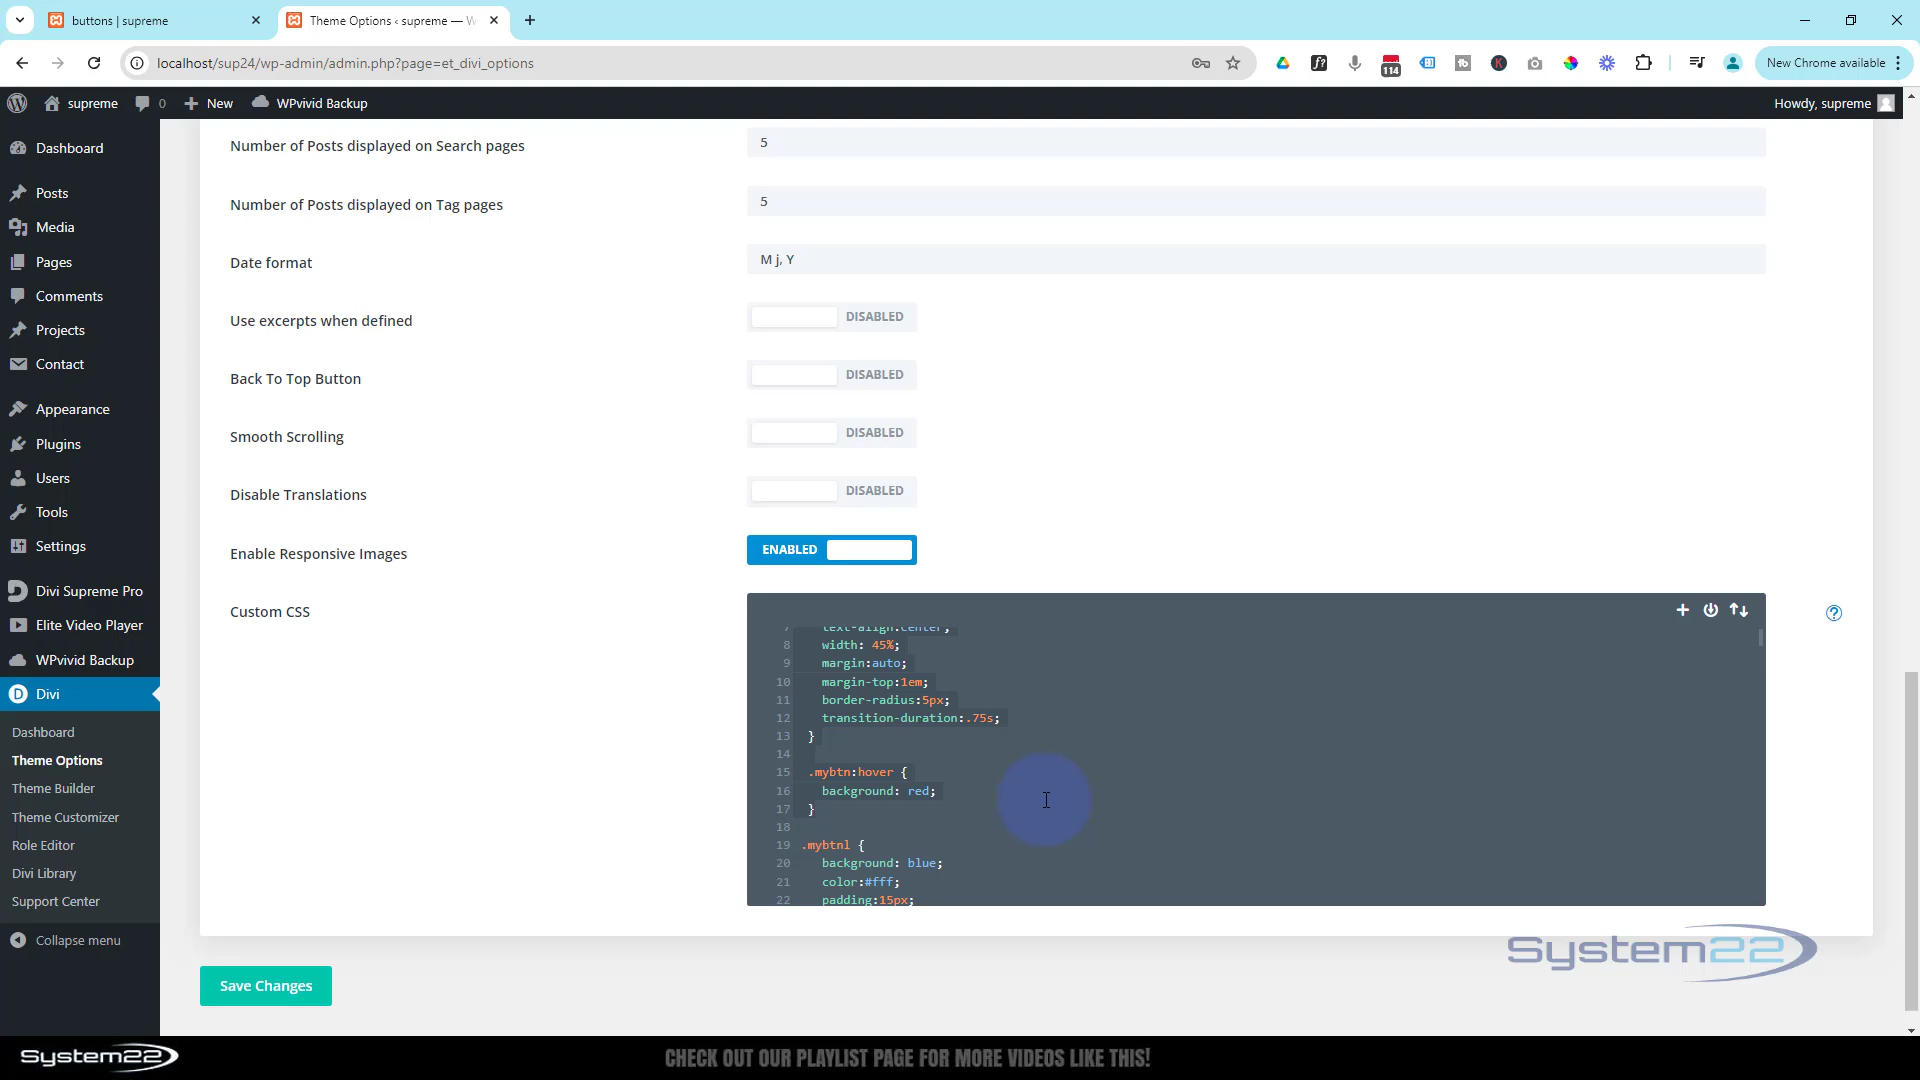 buttons | supreme
Theme Options ‹ supreme — W
localhost/sup24/wp-admin/admin.php?page=et_divi_options
114
New Chrome available
supreme
0
New
WPvivid Backup
Howdy, supreme
Dashboard
Posts
Media
Pages
Comments
Projects
Contact
Appearance
Plugins
Users
Tools
Settings
Divi Supreme Pro
Elite Video Player
WPvivid Backup
Divi
Dashboard
Theme Options
Theme Builder
Theme Customizer
Role Editor
Divi Library
Support Center
Collapse menu
Number of Posts displayed on Search pages
5
Number of Posts displayed on Tag pages
5
Date format
M j, Y
Use excerpts when defined
DISABLED
Back To Top Button
DISABLED
Smooth Scrolling
DISABLED
Disable Translations
DISABLED
Enable Responsive Images
ENABLED
Custom CSS
7 text-align:center;
8 width: 45%;
9 margin:auto;
10 margin-top:1em;
11 border-radius:5px;
12 transition-duration:.75s;
13 }
14
15 .mybtn:hover {
16 background: red;
17 }
18
19 .mybtnl {
20 background: blue;
21 color:#fff;
22 padding:15px;
Save Changes
System22
System22
CHECK OUT OUR PLAYLIST PAGE FOR MORE VIDEOS LIKE THIS!